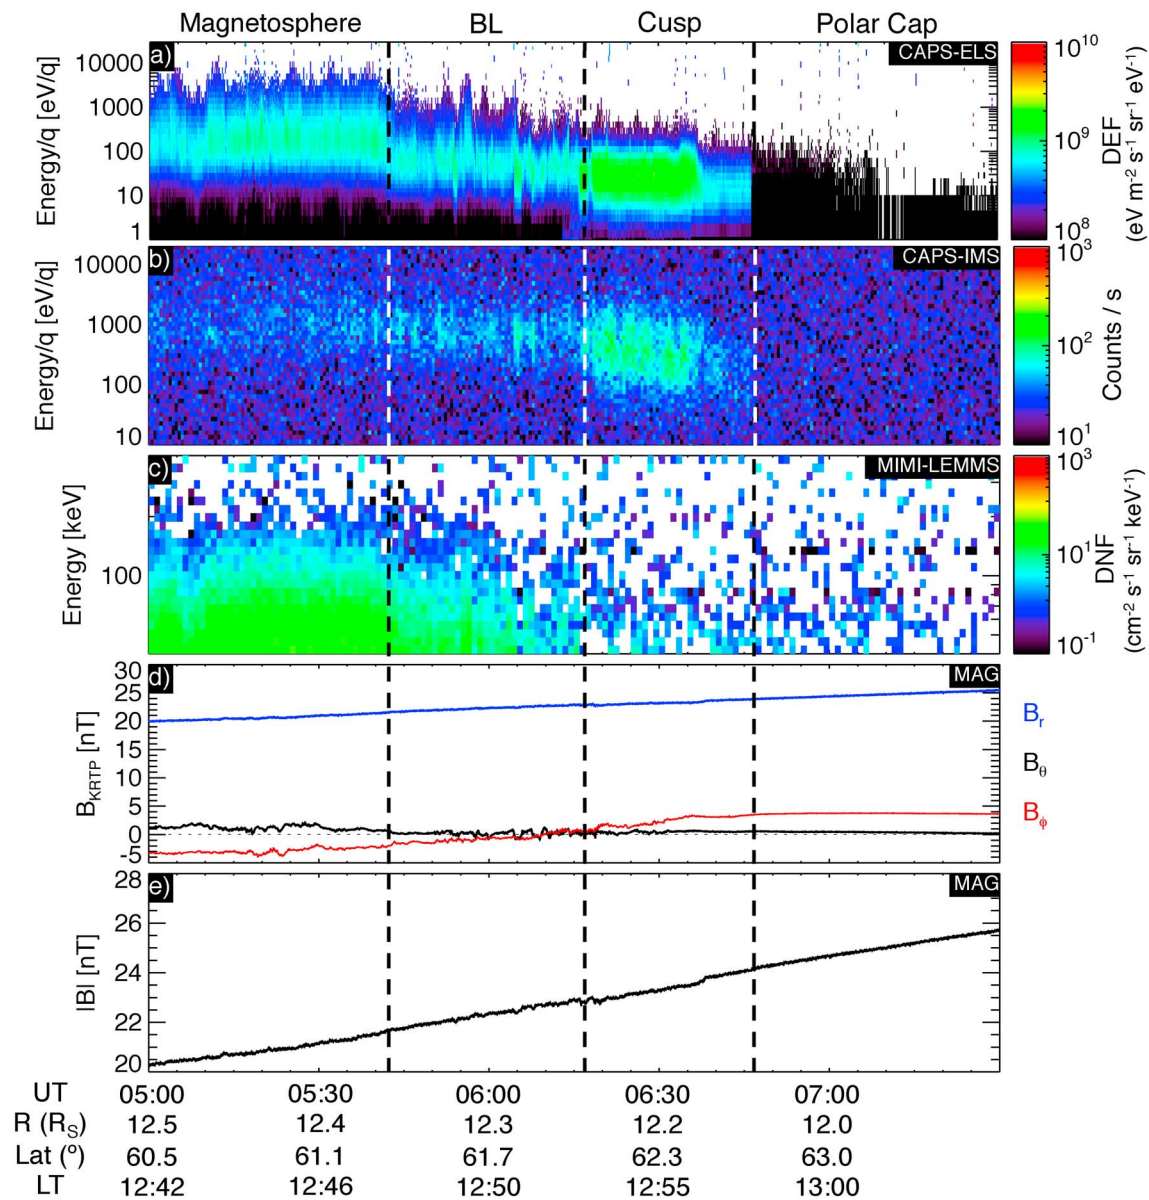 Magnetosphere BL Cusp Polar Cap
a) CAPS-ELS
Energy/q [eV/q]
10000
1000
100
10
1
10^10
10^9
10^8
DEF
(eV m^-2 s^-1 sr^-1 eV^-1)
b) CAPS-IMS
Energy/q [eV/q]
10000
1000
100
10
10^3
10^2
10^1
Counts / s
c) MIMI-LEMMS
Energy [keV]
100
10^3
10^1
10^-1
DNF
(cm^-2 s^-1 sr^-1 keV^-1)
d) MAG
B_KRTP [nT]
30
25
20
15
10
5
0
-5
B_r
B_θ
B_ϕ
e) MAG
|B| [nT]
28
26
24
22
20
UT 05:00 05:30 06:00 06:30 07:00
R (R_S) 12.5 12.4 12.3 12.2 12.0
Lat (º) 60.5 61.1 61.7 62.3 63.0
LT 12:42 12:46 12:50 12:55 13:00